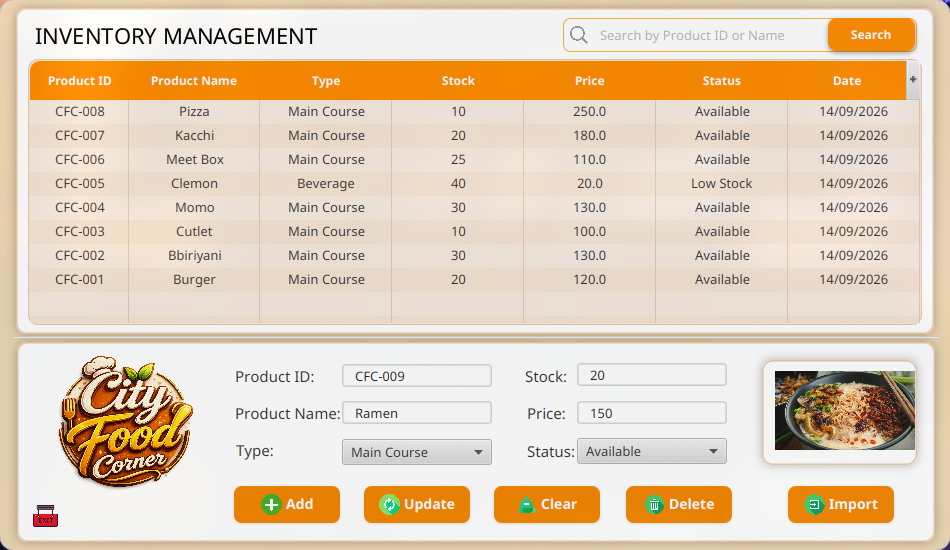 INVENTORY MANAGEMENT Search by Product ID or Name Search
Product ID Product Name Type Stock Price Status Date +
CFC-008 Pizza Main Course 10 250.0 Available 14/09/2026
CFC-007 Kacchi Main Course 20 180.0 Available 14/09/2026
CFC-006 Meet Box Main Course 25 110.0 Available 14/09/2026
CFC-005 Clemon Beverage 40 20.0 Low Stock 14/09/2026
CFC-004 Momo Main Course 30 130.0 Available 14/09/2026
CFC-003 Cutlet Main Course 10 100.0 Available 14/09/2026
CFC-002 Bbiriyani Main Course 30 130.0 Available 14/09/2026
CFC-001 Burger Main Course 20 120.0 Available 14/09/2026
City
Food
Corner
Product ID: CFC-009 Stock: 20
Product Name: Ramen Price: 150
Type: Main Course Status: Available
Add Update Clear Delete Import
EXIT